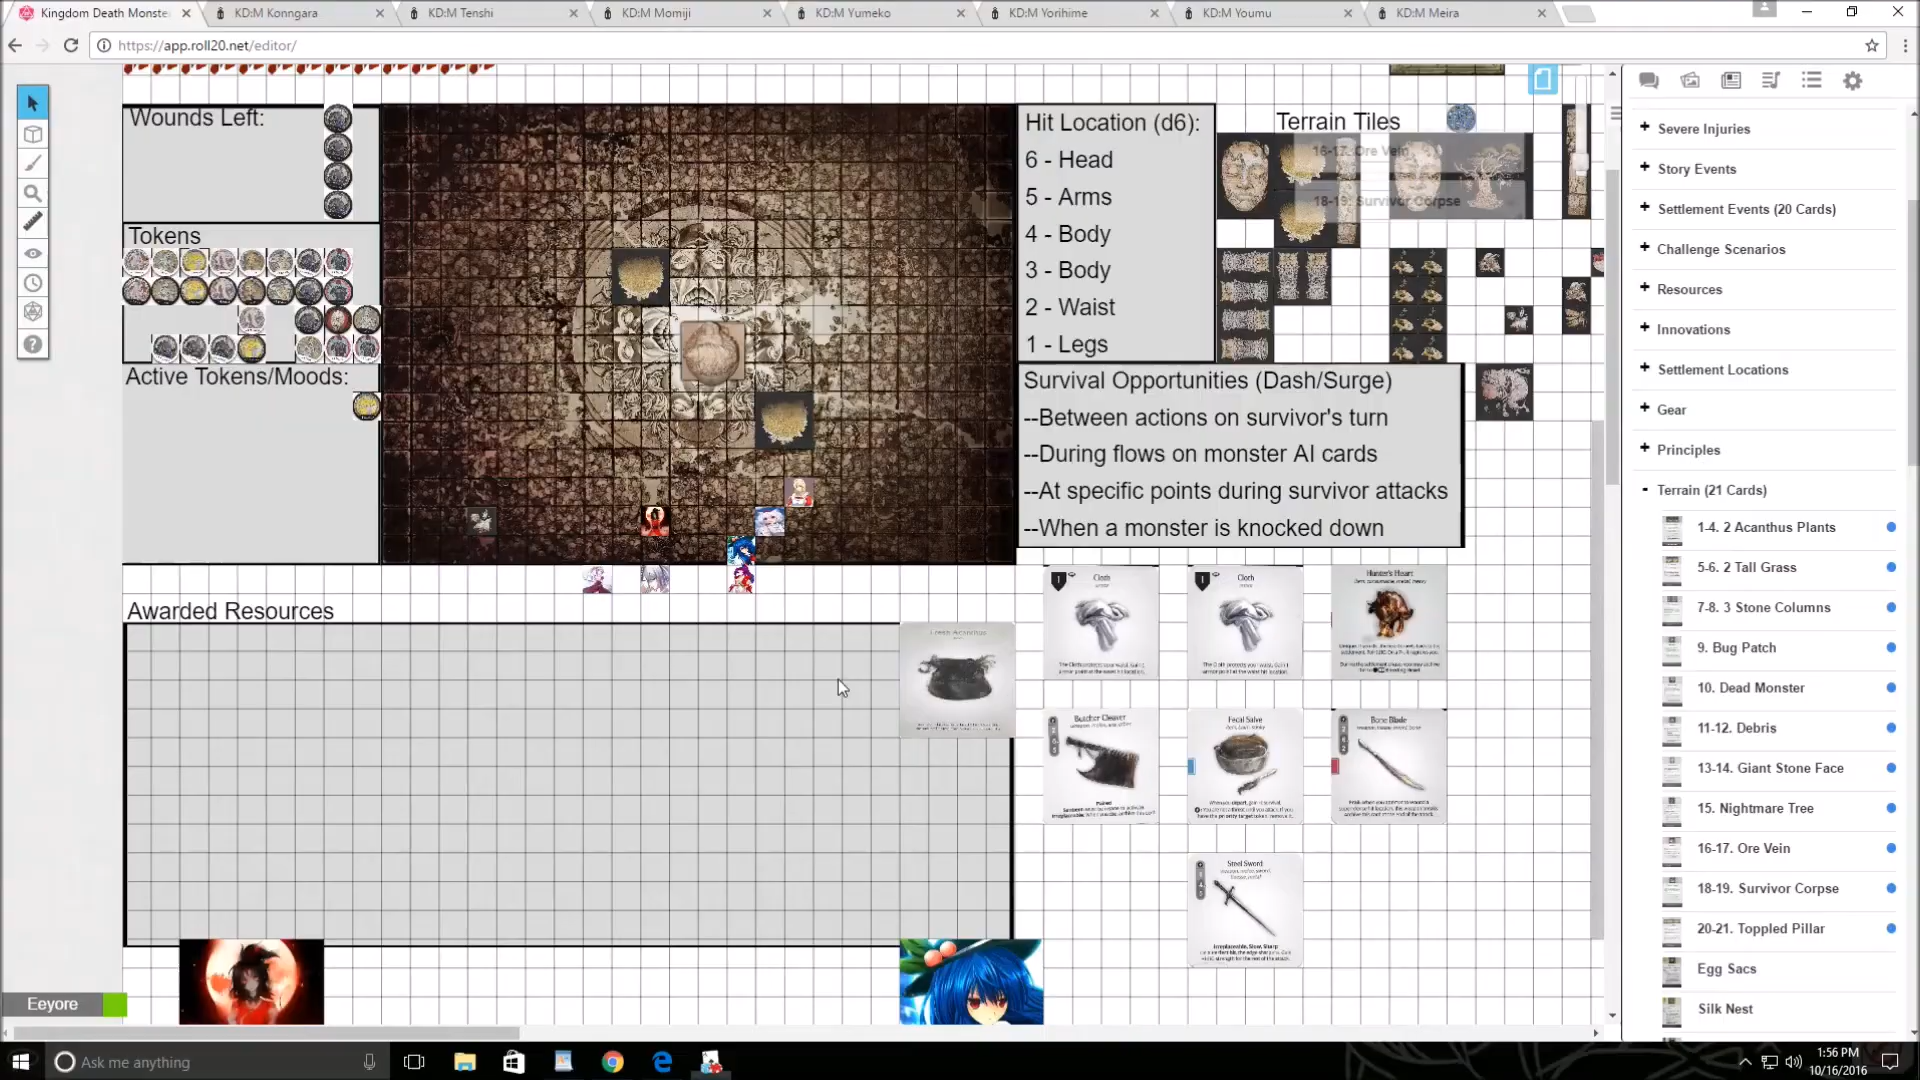 Kingdom Death Monste
KD:M Konngara
KD:M Tenshi
KD:M Momiji
KD:M Yumeko
KD:M Yorihime
KD:M Youmu
KD:M Meira
https://app.roll20.net/editor/
Wounds Left:
Tokens
Active Tokens/Moods:
Hit Location (d6):
6 - Head
5 - Arms
4 - Body
3 - Body
2 - Waist
1 - Legs
Terrain Tiles
16-17. Ore Vein
18-19. Survivor Corpse
Survival Opportunities (Dash/Surge)
--Between actions on survivor's turn
--During flows on monster AI cards
--At specific points during survivor attacks
--When a monster is knocked down
Awarded Resources
Fresh Acanthus
Cloth
Cloth
Hunter's Heart
Butcher Cleaver
Fecal Salve
Bone Blade
Steel Sword
Eeyore
Severe Injuries
Story Events
Settlement Events (20 Cards)
Challenge Scenarios
Resources
Innovations
Settlement Locations
Gear
Principles
Terrain (21 Cards)
1-4. 2 Acanthus Plants
5-6. 2 Tall Grass
7-8. 3 Stone Columns
9. Bug Patch
10. Dead Monster
11-12. Debris
13-14. Giant Stone Face
15. Nightmare Tree
16-17. Ore Vein
18-19. Survivor Corpse
20-21. Toppled Pillar
Egg Sacs
Silk Nest
Ask me anything
1:56 PM
10/16/2016